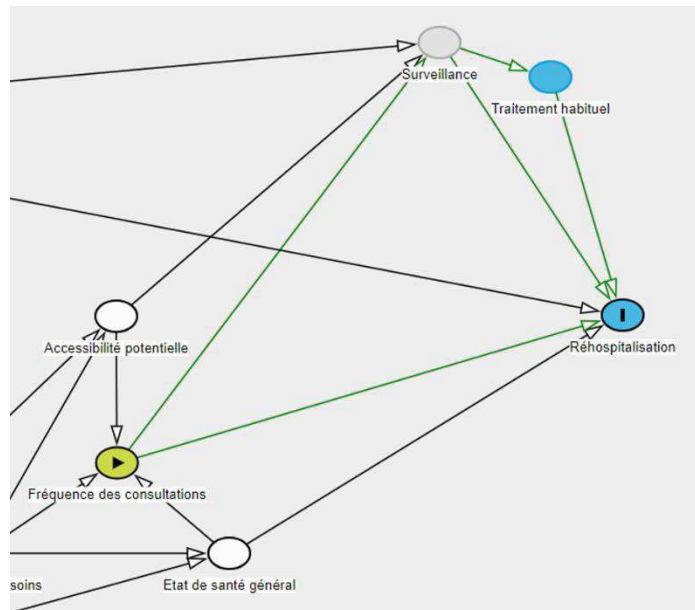 Surveillance
Traitement habituel
Réhospitalisation
Accessibilité potentielle
Fréquence des consultations
soins
Etat de santé général